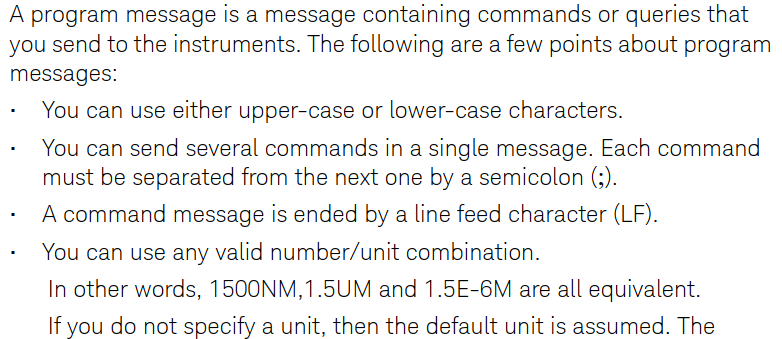 A program message is a message containing commands or queries that
you send to the instruments. The following are a few points about program
messages:
· You can use either upper-case or lower-case characters.
· You can send several commands in a single message. Each command
must be separated from the next one by a semicolon (;).
· A command message is ended by a line feed character (LF).
· You can use any valid number/unit combination.
In other words, 1500NM,1.5UM and 1.5E-6M are all equivalent.
If you do not specify a unit, then the default unit is assumed. The